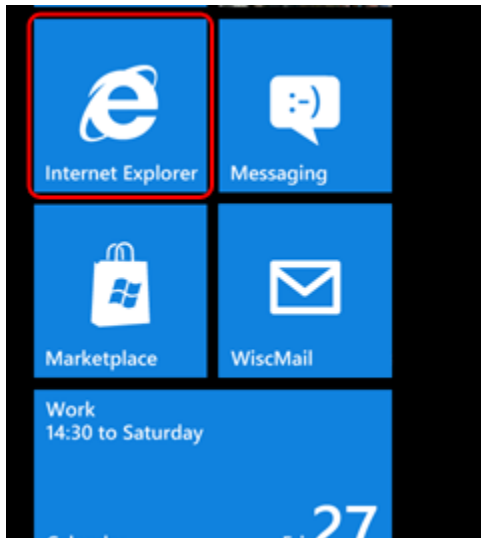 Internet Explorer
:-)
Messaging
Marketplace
WiscMail
Work
14:30 to Saturday
27